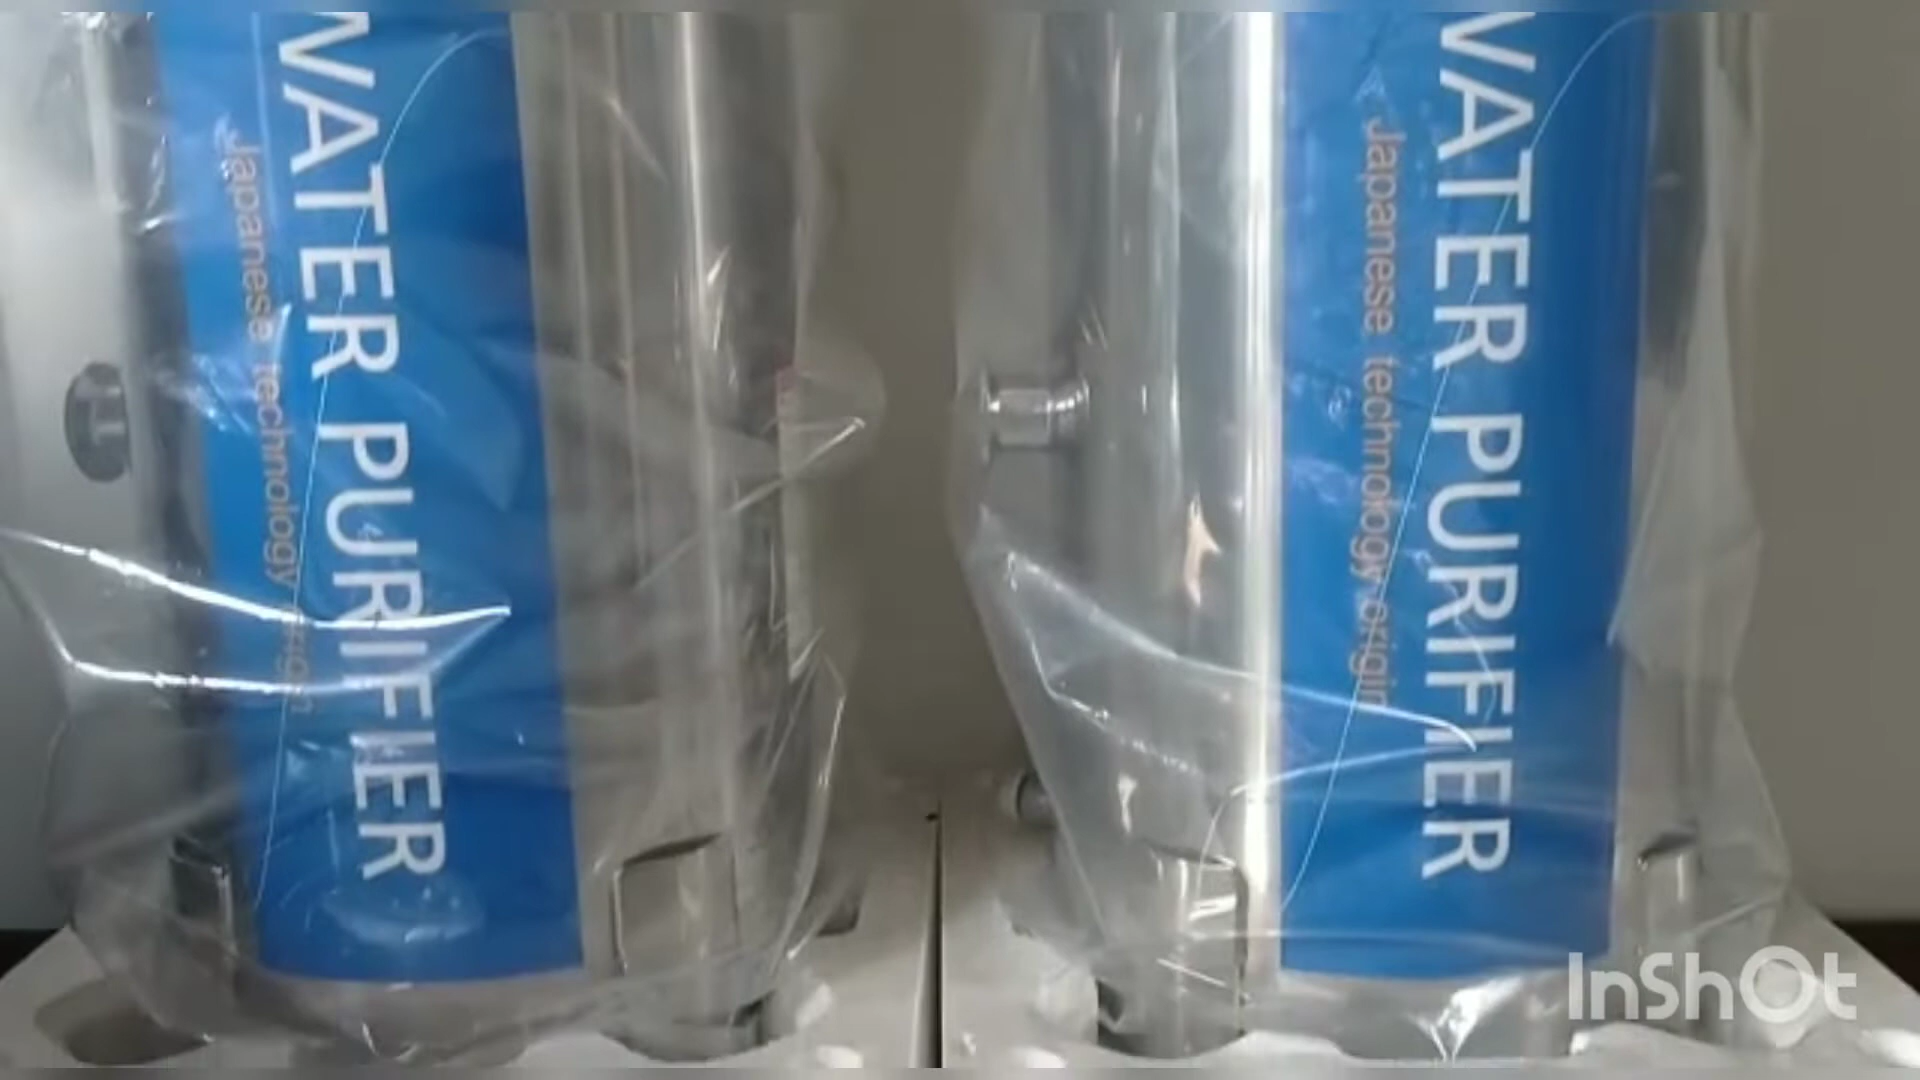 WATER PURIFIER
Japanese technology origin
WATER PURIFIER
Japanese technology origin
InShOt